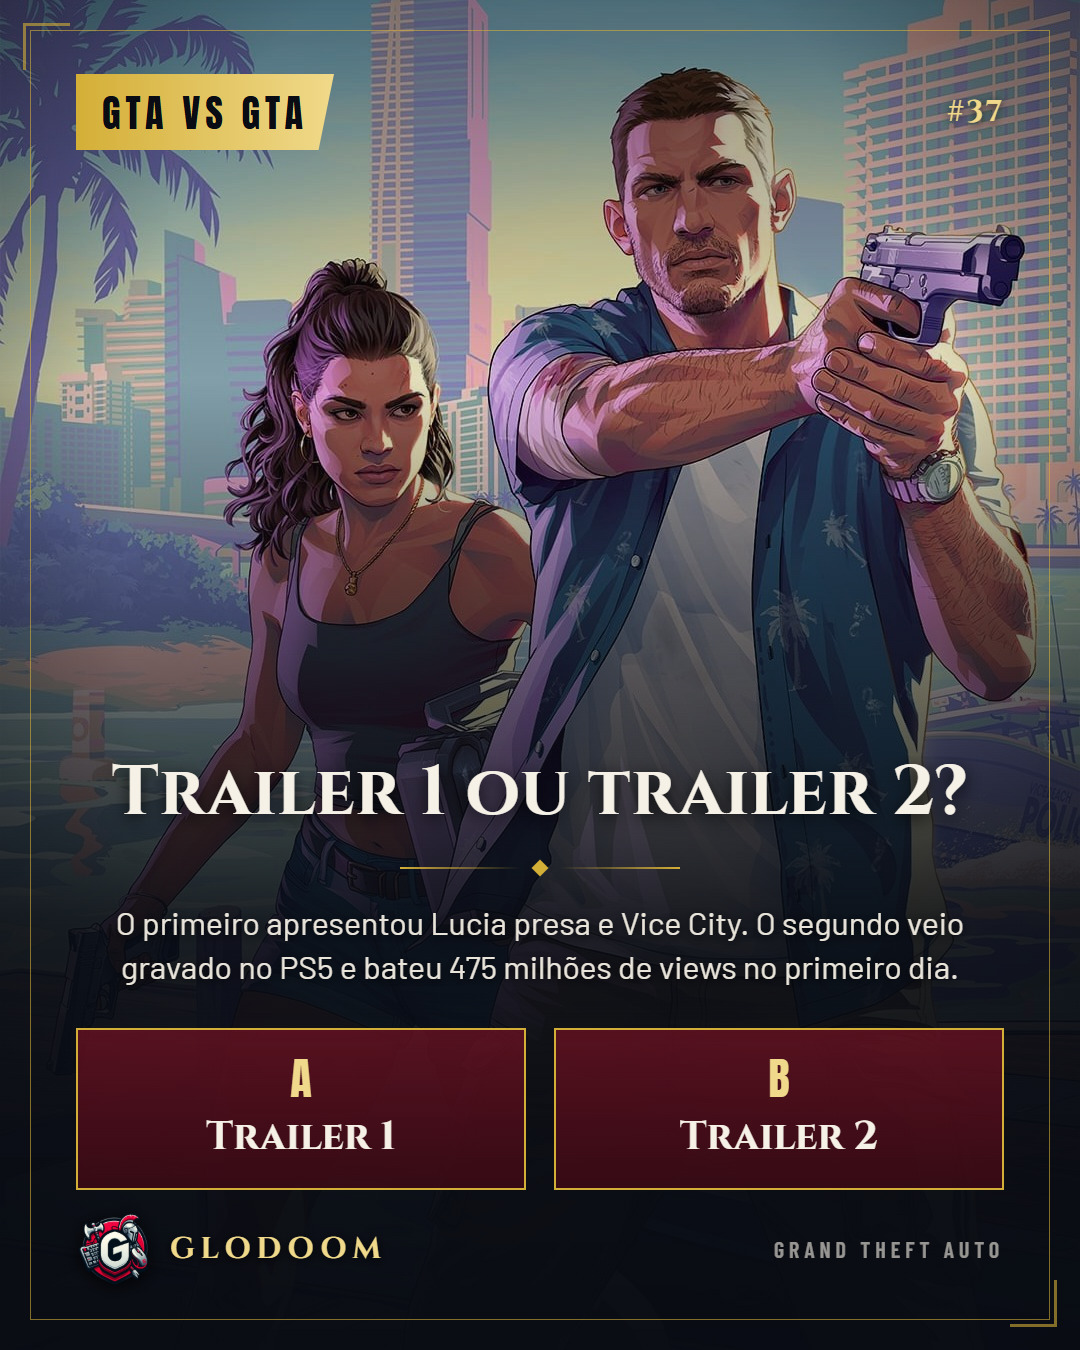 GTA VS GTA
#37
Trailer 1 ou trailer 2?
O primeiro apresentou Lucia presa e Vice City. O segundo veio
gravado no PS5 e bateu 475 milhões de views no primeiro dia.
A
Trailer 1
B
Trailer 2
G
GLODOOM
GRAND THEFT AUTO